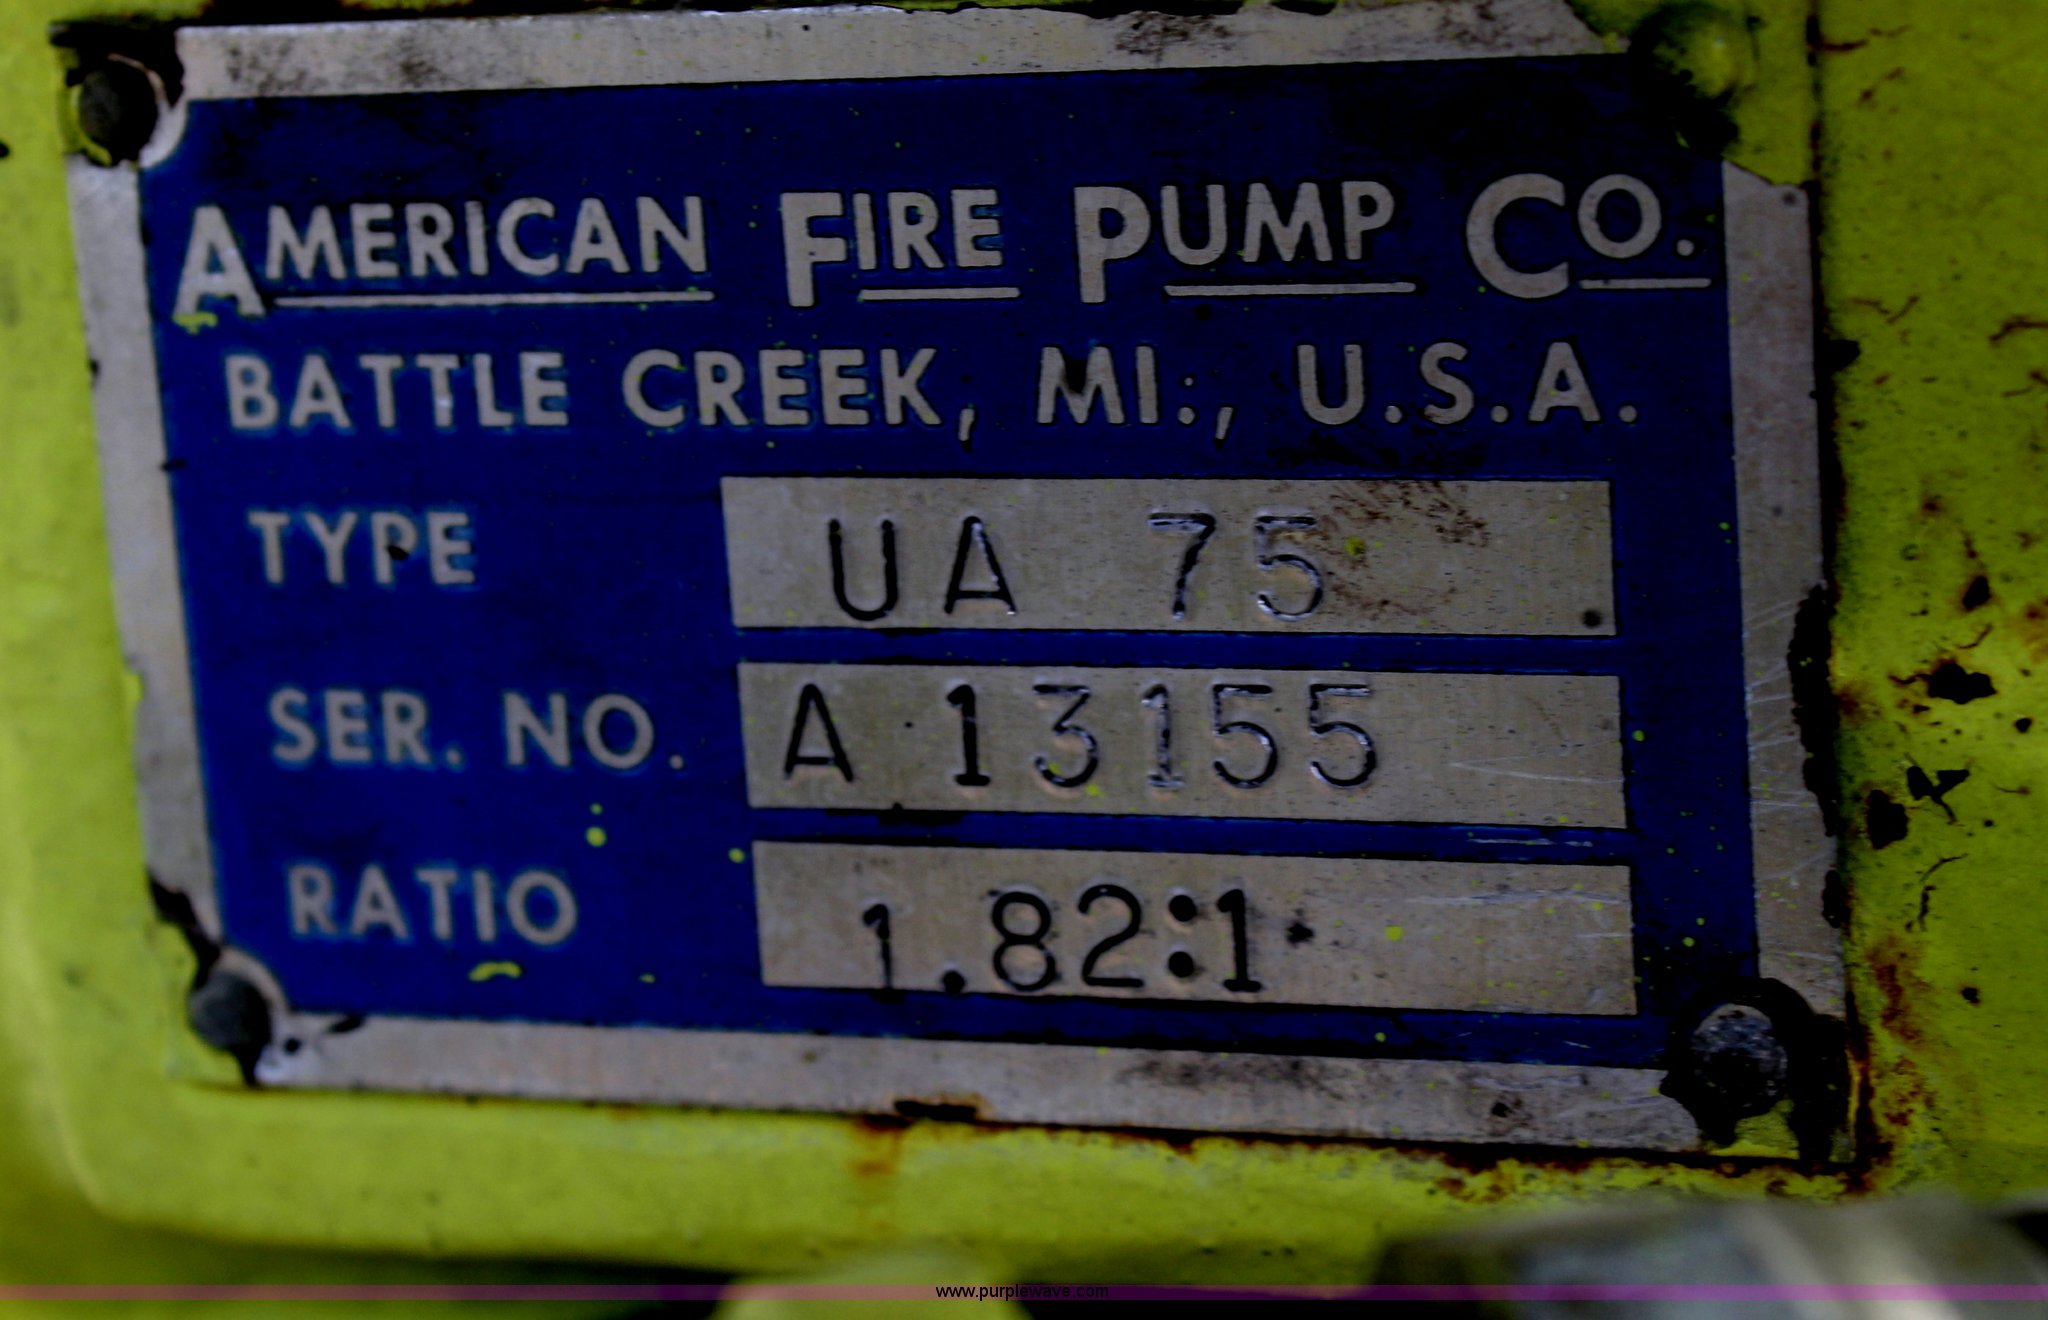 AMERICAN FIRE PUMP CO.
BATTLE CREEK, MI., U.S.A.
TYPE UA 75
SER. NO. A 13155
RATIO 1.82:1
www.purplewave.com